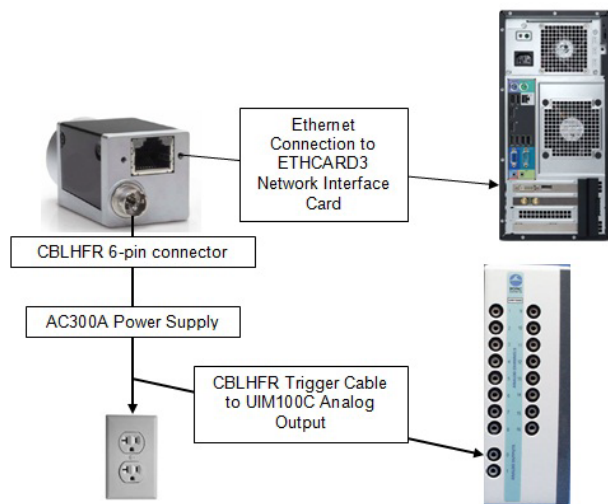 Ethernet
Connection to
ETHCARD3
Network Interface
Card
CBLHFR 6-pin connector
AC300A Power Supply
CBLHFR Trigger Cable
to UIM100C Analog
Output